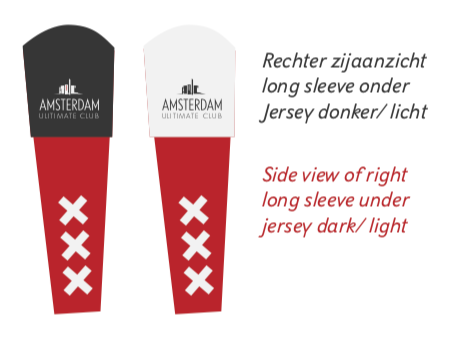 AMSTERDAM
ULTIMATE CLUB
AMSTERDAM
ULTIMATE CLUB
Rechter zijaanzicht
long sleeve onder
Jersey donker/ licht
Side view of right
long sleeve under
jersey dark/ light